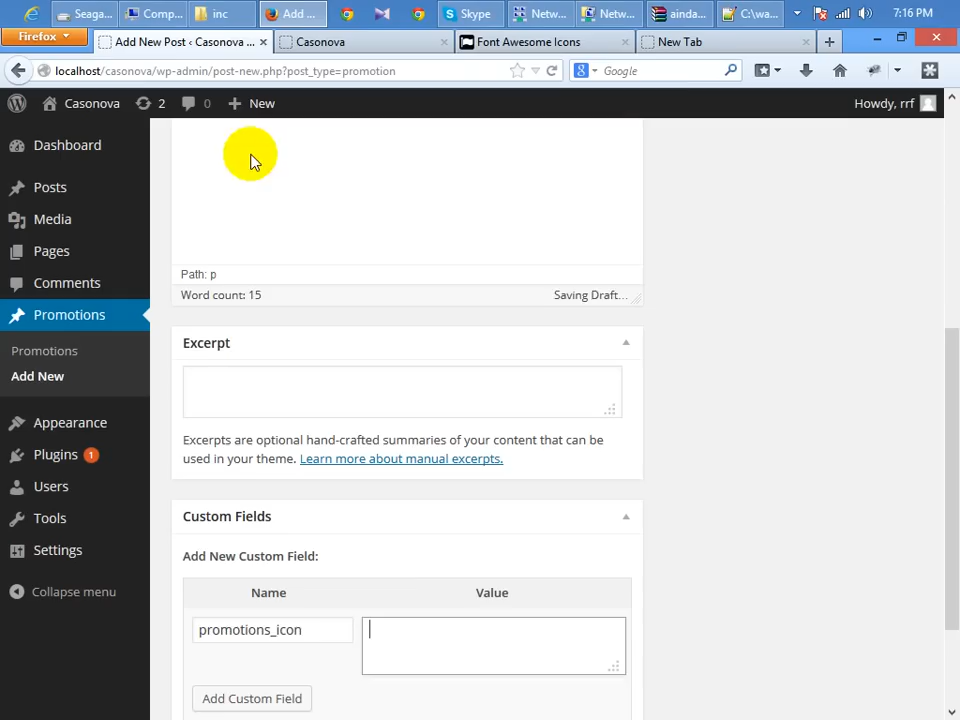 Seaga...
Comp...
inc
Add ...
Skype
Netw...
Netw...
ainda...
C:\wa...
7:16 PM
Firefox
Add New Post ‹ Casonova ...
Casonova
Font Awesome Icons
New Tab
localhost/casonova/wp-admin/post-new.php?post_type=promotion
Google
Casonova
2
0
New
Howdy, rrf
Dashboard
Posts
Media
Pages
Comments
Promotions
Promotions
Add New
Appearance
Plugins 1
Users
Tools
Settings
Collapse menu
Path: p
Word count: 15
Saving Draft...
Excerpt
Excerpts are optional hand-crafted summaries of your content that can be
used in your theme. Learn more about manual excerpts.
Custom Fields
Add New Custom Field:
Name
Value
promotions_icon
Add Custom Field